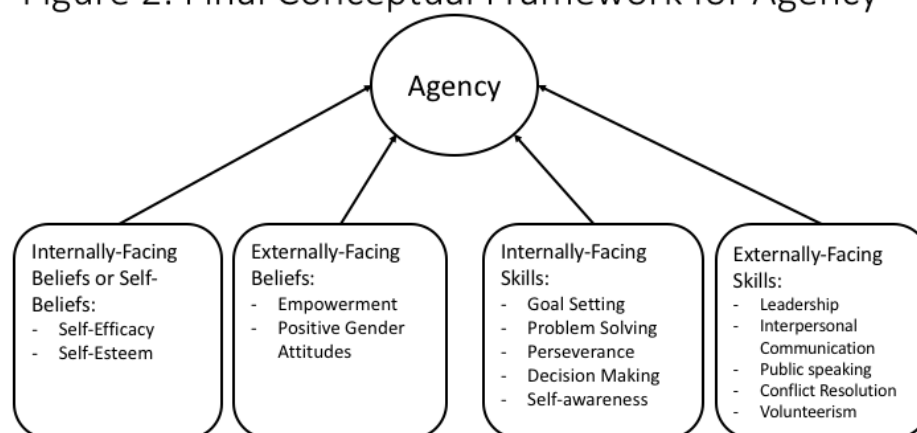 Figure 2: Final Conceptual Framework for Agency
Agency
Internally-Facing
Beliefs or Self-
Beliefs:
- Self-Efficacy
- Self-Esteem
Externally-Facing
Beliefs:
- Empowerment
- Positive Gender
Attitudes
Internally-Facing
Skills:
- Goal Setting
- Problem Solving
- Perseverance
- Decision Making
- Self-awareness
Externally-Facing
Skills:
- Leadership
- Interpersonal
Communication
- Public speaking
- Conflict Resolution
- Volunteerism